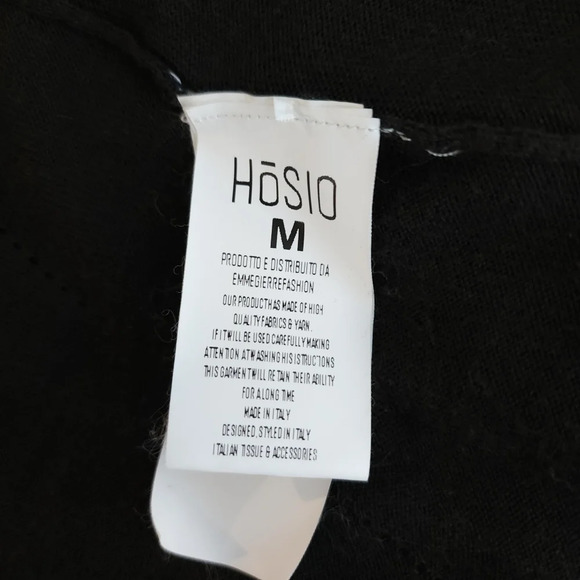 HōSIO
M
PRODOTTO E DISTRIBUITO DA
EMMEGIERREFASHION
OUR PRODUCT HAS MADE OF HIGH
QUALITY FABRICS & YARN.
IF IT WILL BE USED CAREFULLY MAKING
ATTENTION AT WASHING HIS ISTRUCTIONS
THIS GARMENT WILL RETAIN THEIR ABILITY
FOR A LONG TIME
MADE IN ITALY
DESIGNED, STYLED IN ITALY
ITALIAN TISSUE & ACCESSORIES